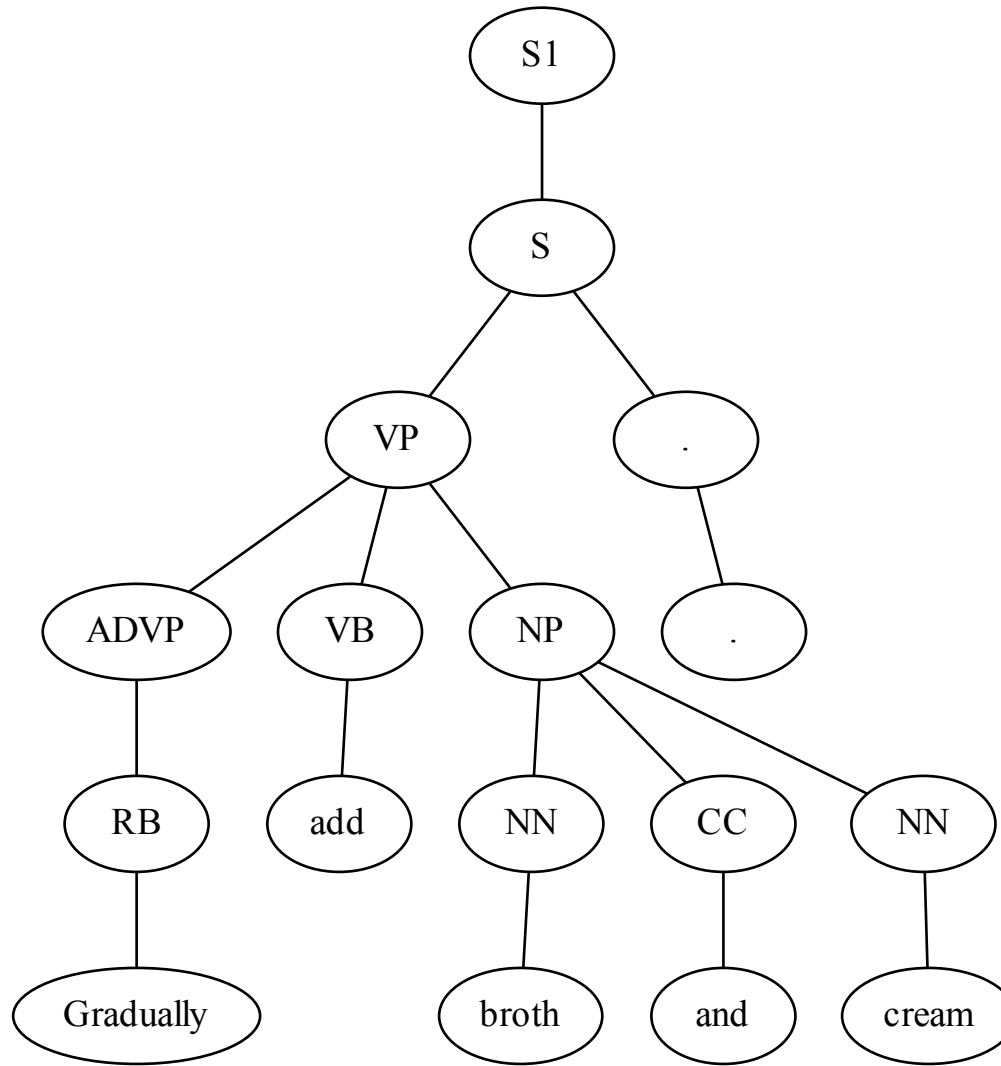 S1
S
VP .
ADVP VB NP .
RB add NN CC NN
Gradually broth and cream